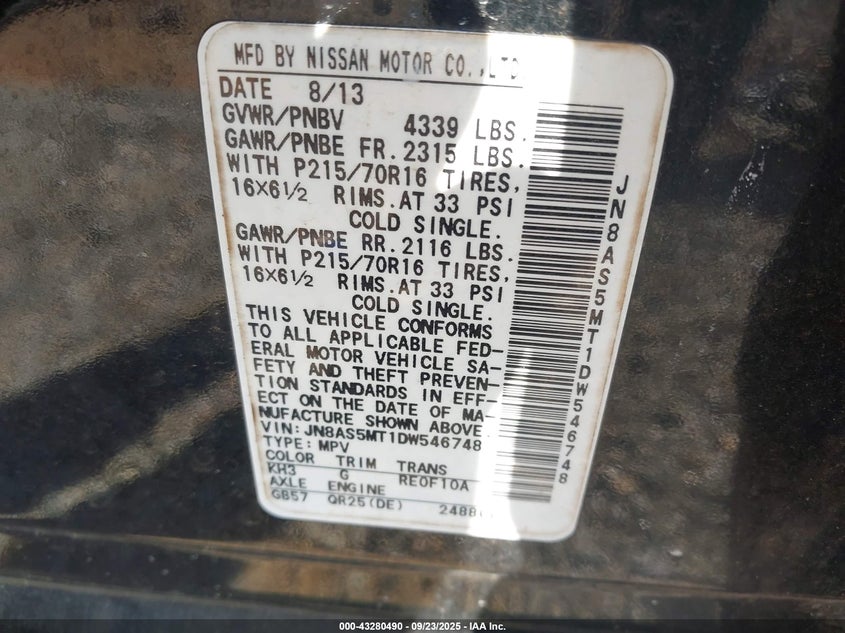 MFD BY NISSAN MOTOR CO.,LTD
DATE 8/13
GVWR/PNBV 4339 LBS.
GAWR/PNBE FR. 2315 LBS.
WITH P215/70R16 TIRES,
16X6½ RIMS. AT 33 PSI
COLD SINGLE.
GAWR/PNBE RR. 2116 LBS.
WITH P215/70R16 TIRES,
16X6½ RIMS. AT 33 PSI
COLD SINGLE.
THIS VEHICLE CONFORMS
TO ALL APPLICABLE FED-
ERAL MOTOR VEHICLE SA-
FETY AND THEFT PREVEN-
TION STANDARDS IN EFF-
ECT ON THE DATE OF MA-
NUFACTURE SHOWN ABOVE.
VIN: JN8AS5MT1DW546748
TYPE: MPV
COLOR TRIM TRANS
KH3 G RE0F10A
AXLE ENGINE
GB57 QR25(DE)
JN8AS5MT1DW546748
000-43280490 - 09/23/2025 - IAA Inc.